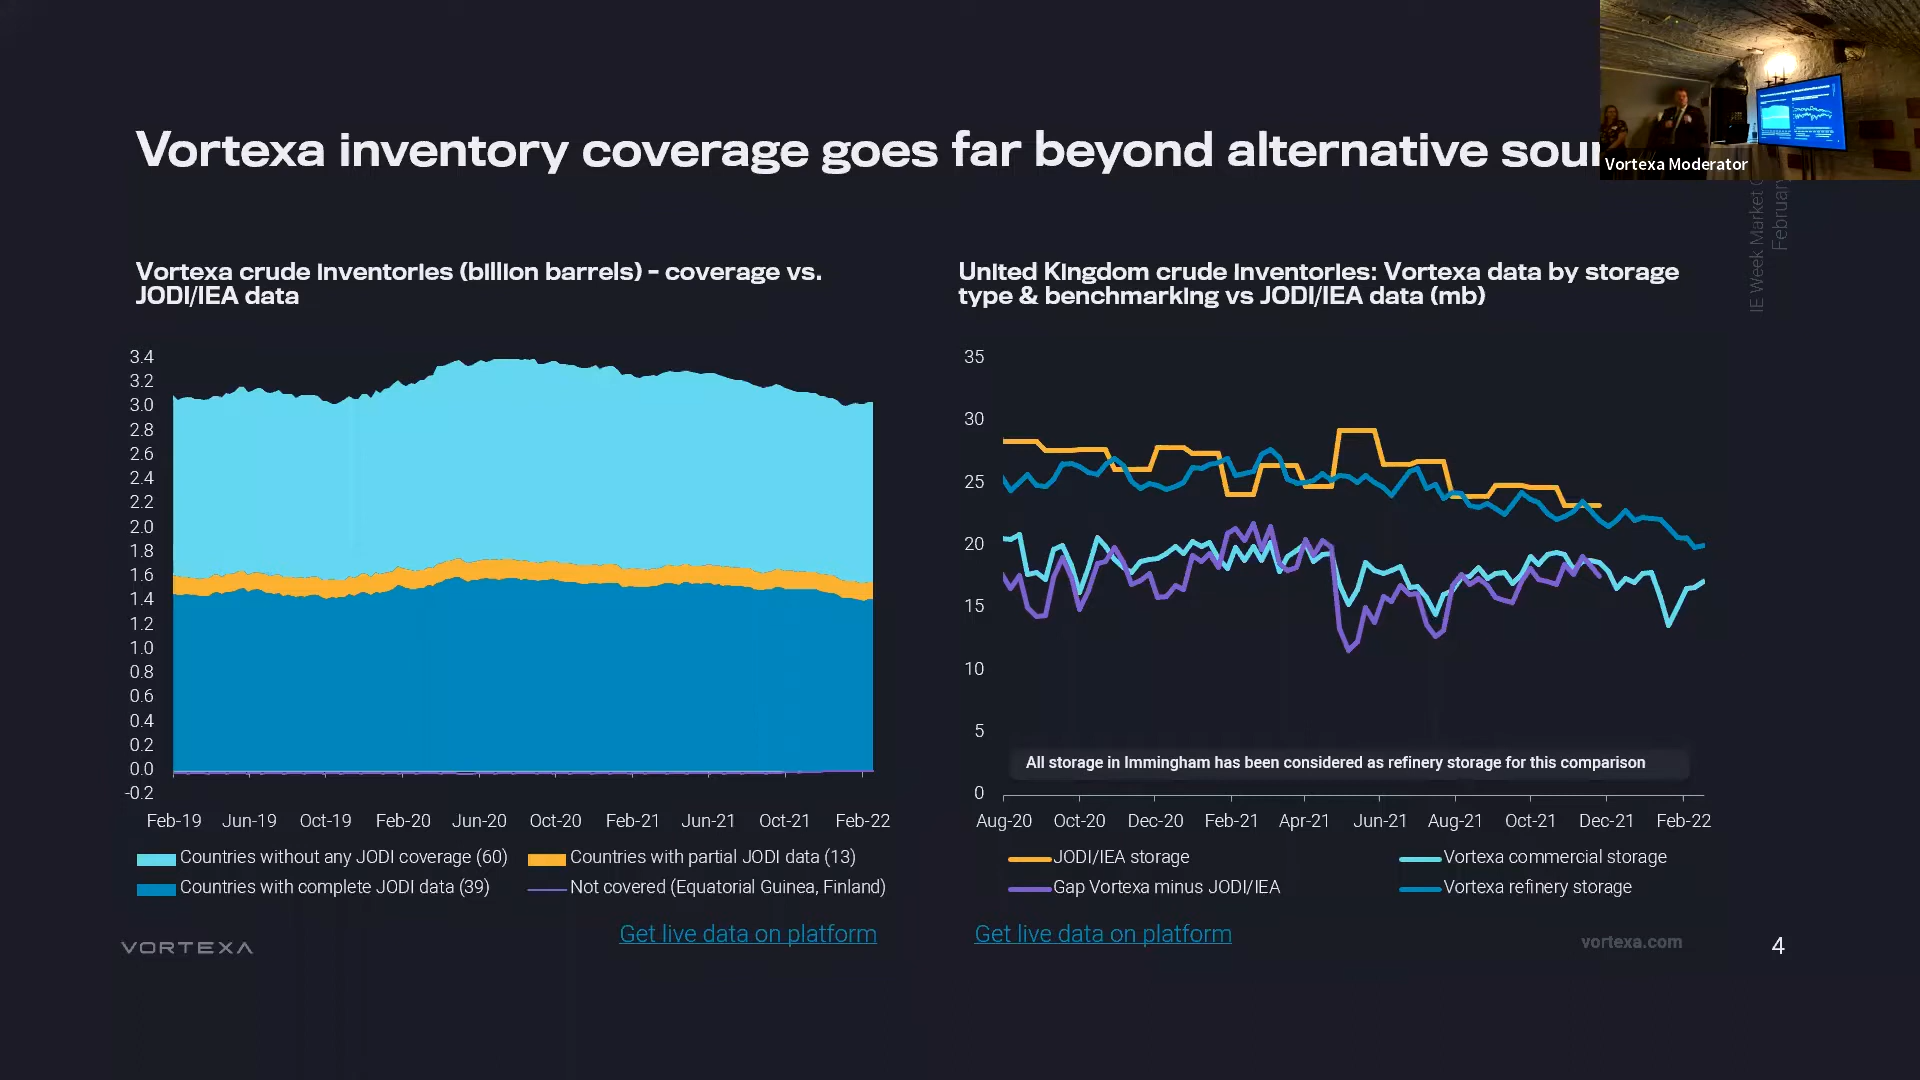 Vortexa inventory coverage goes far beyond alternative
Vortexa Moderator
IE Week Market
February
Vortexa crude inventories (billion barrels) - coverage vs.
JODI/IEA data
3.4
3.2
3.0
2.8
2.6
2.4
2.2
2.0
1.8
1.6
1.4
1.2
1.0
0.8
0.6
0.4
0.2
0.0
-0.2
Feb-19 Jun-19 Oct-19 Feb-20 Jun-20 Oct-20 Feb-21 Jun-21 Oct-21 Feb-22
Countries without any JODI coverage (60) Countries with partial JODI data (13)
Countries with complete JODI data (39) Not covered (Equatorial Guinea, Finland)
Get live data on platform
United Kingdom crude inventories: Vortexa data by storage
type & benchmarking vs JODI/IEA data (mb)
35
30
25
20
15
10
5
0
All storage in Immingham has been considered as refinery storage for this comparison
Aug-20 Oct-20 Dec-20 Feb-21 Apr-21 Jun-21 Aug-21 Oct-21 Dec-21 Feb-22
JODI/IEA storage Vortexa commercial storage
Gap Vortexa minus JODI/IEA Vortexa refinery storage
Get live data on platform
VORTEXA
vortexa.com
4